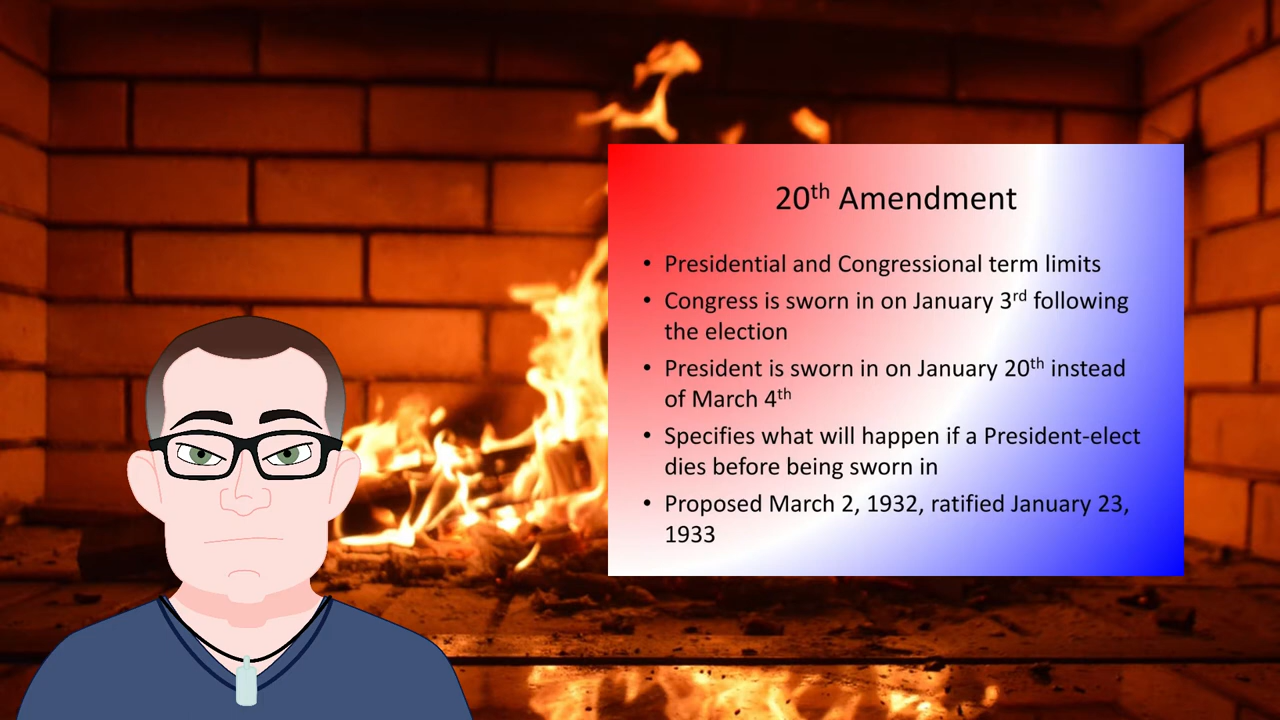 20th Amendment
• Presidential and Congressional term limits
• Congress is sworn in on January 3rd following
the election
• President is sworn in on January 20th instead
of March 4th
• Specifies what will happen if a President-elect
dies before being sworn in
• Proposed March 2, 1932, ratified January 23,
1933